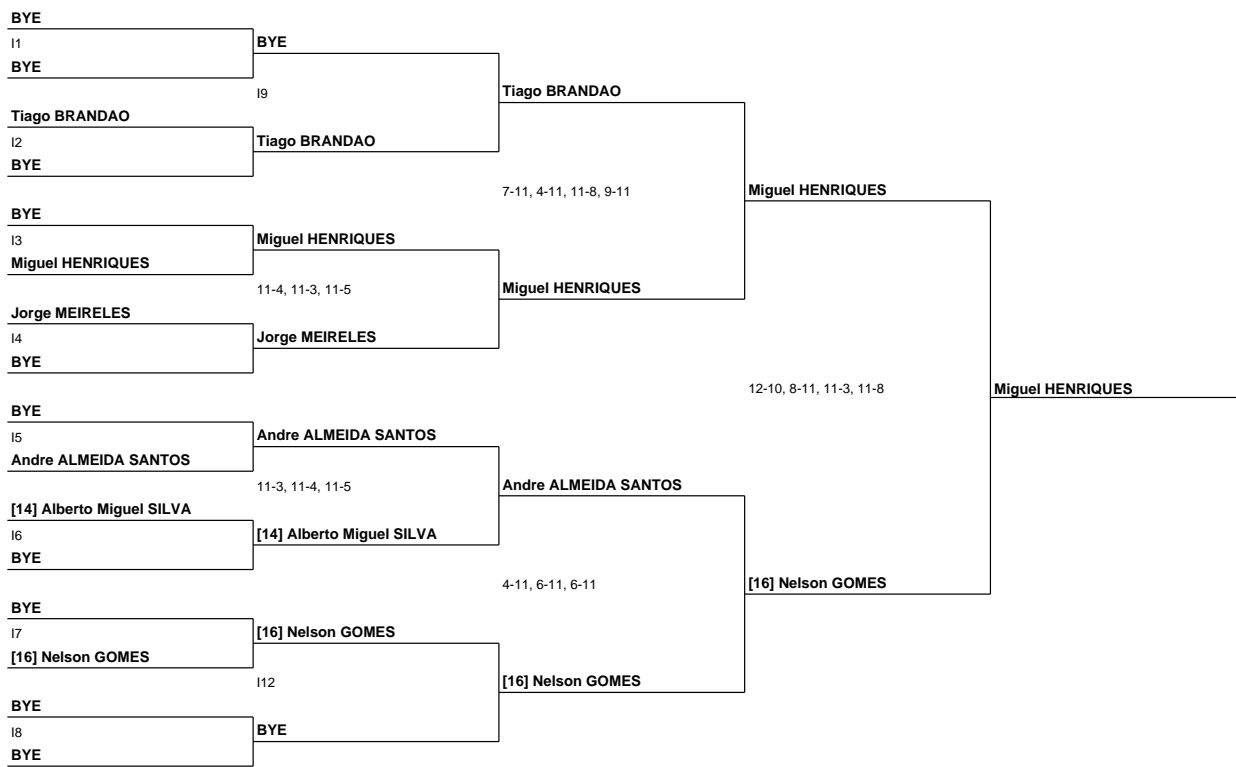 BYE
I1
BYE
BYE
I9
Tiago BRANDAO
Tiago BRANDAO
I2
Tiago BRANDAO
BYE
7-11, 4-11, 11-8, 9-11
Miguel HENRIQUES
BYE
I3
Miguel HENRIQUES
Miguel HENRIQUES
11-4, 11-3, 11-5
Miguel HENRIQUES
Jorge MEIRELES
I4
Jorge MEIRELES
BYE
12-10, 8-11, 11-3, 11-8
Miguel HENRIQUES
BYE
I5
Andre ALMEIDA SANTOS
Andre ALMEIDA SANTOS
11-3, 11-4, 11-5
Andre ALMEIDA SANTOS
[14] Alberto Miguel SILVA
I6
[14] Alberto Miguel SILVA
BYE
4-11, 6-11, 6-11
[16] Nelson GOMES
BYE
I7
[16] Nelson GOMES
[16] Nelson GOMES
I12
[16] Nelson GOMES
BYE
I8
BYE
BYE